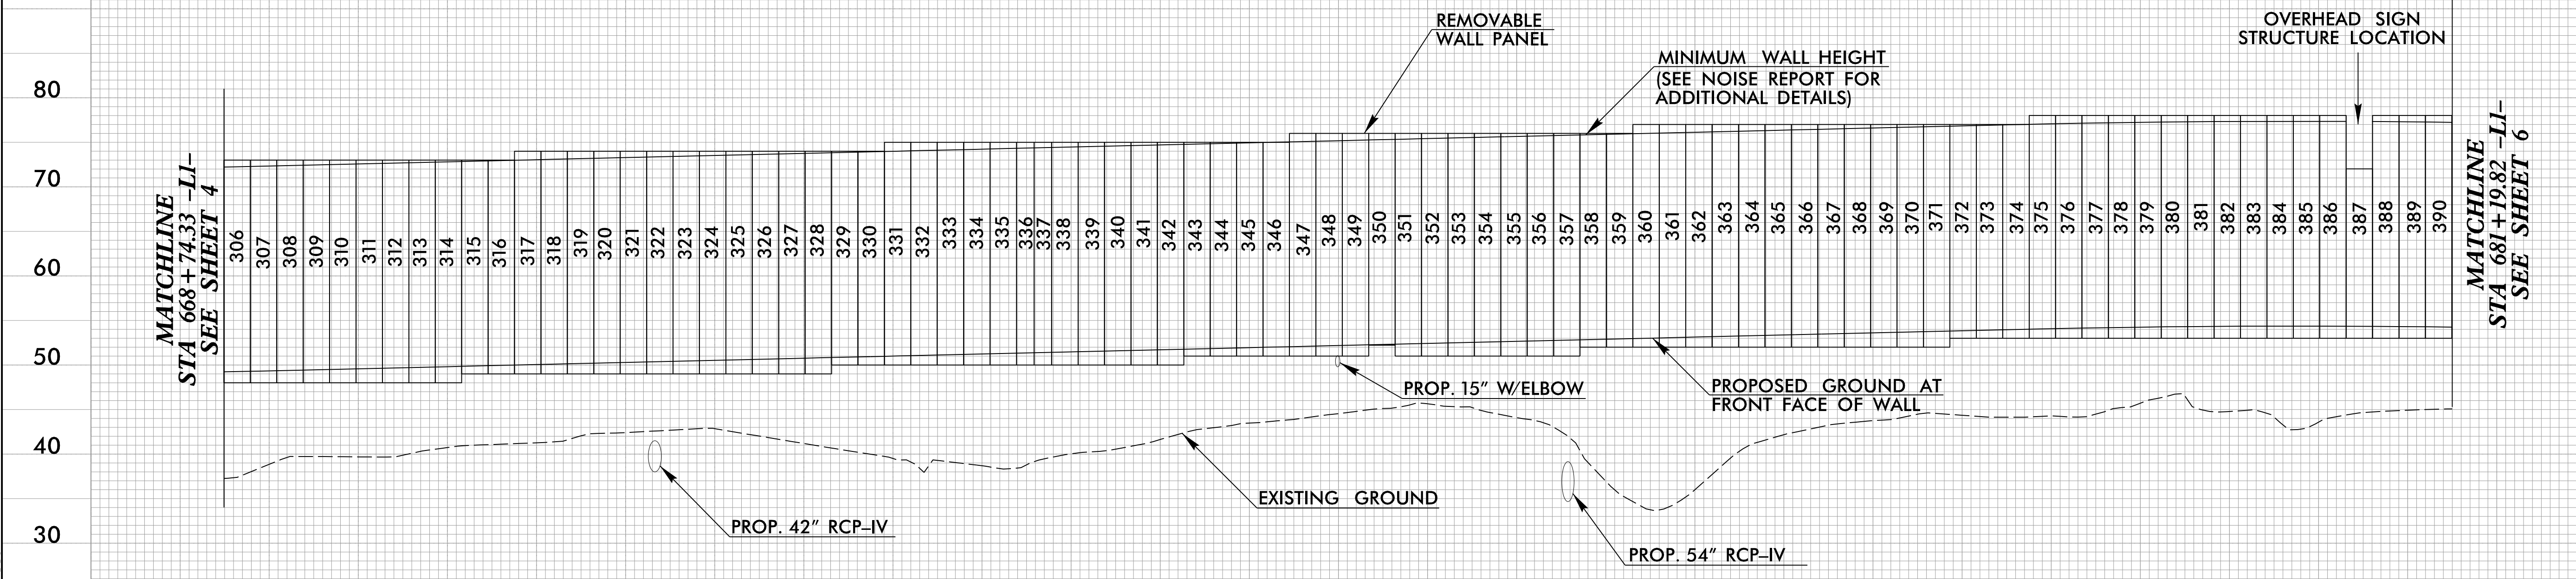 REMOVABLE
WALL PANEL
MINIMUM WALL HEIGHT
(SEE NOISE REPORT FOR
ADDITIONAL DETAILS)
OVERHEAD SIGN
STRUCTURE LOCATION
80
70
60
50
40
30
MATCHLINE
STA 668+74.33 -L1-
SEE SHEET 4
306 307 308 309 310 311 312 313 314 315 316 317 318 319 320 321 322 323 324 325 326 327 328 329 330 331 332 333 334 335 336 337 338 339 340 341 342 343 344 345 346 347 348 349 350 351 352 353 354 355 356 357 358 359 360 361 362 363 364 365 366 367 368 369 370 371 372 373 374 375 376 377 378 379 380 381 382 383 384 385 386 387 388 389 390
MATCHLINE
STA 681+19.82 -L1-
SEE SHEET 6
PROP. 15" W/ELBOW
PROPOSED GROUND AT
FRONT FACE OF WALL
EXISTING GROUND
PROP. 42" RCP-IV
PROP. 54" RCP-IV